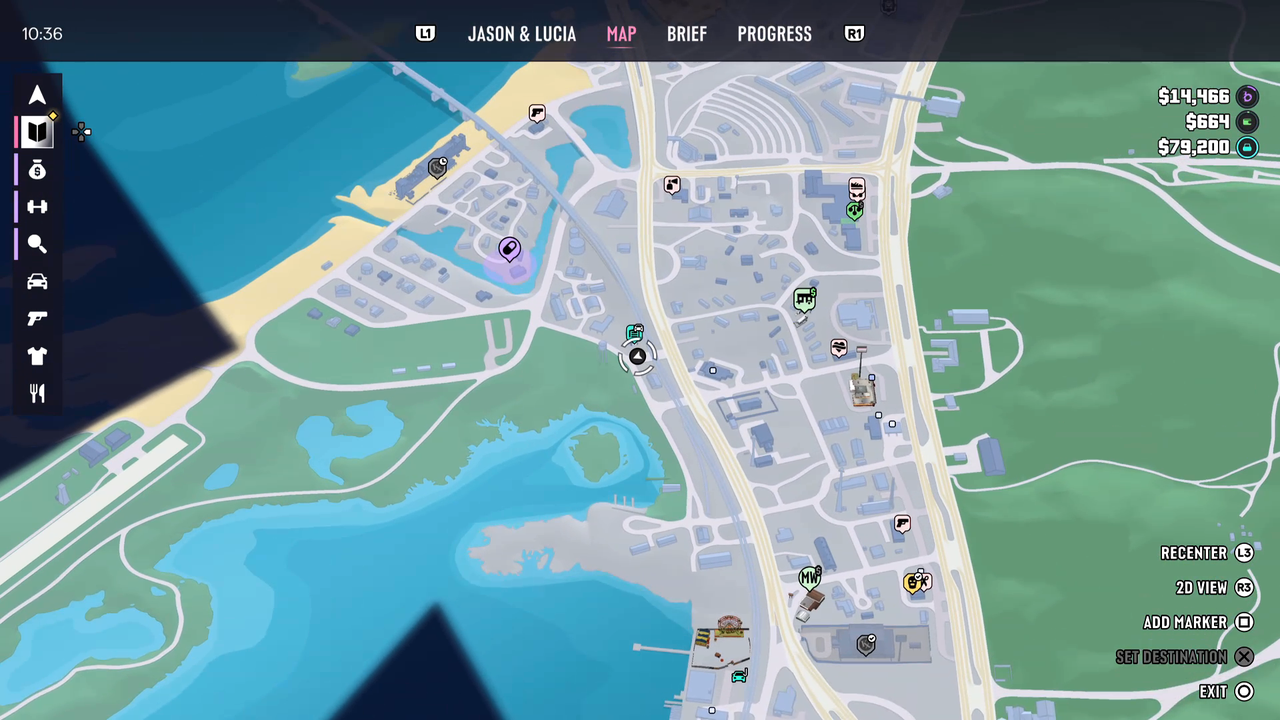 10:36
L1 JASON & LUCIA MAP BRIEF PROGRESS R1
$14,466
$664
$79,200
MW
RECENTER L3
2D VIEW R3
ADD MARKER
SET DESTINATION
EXIT